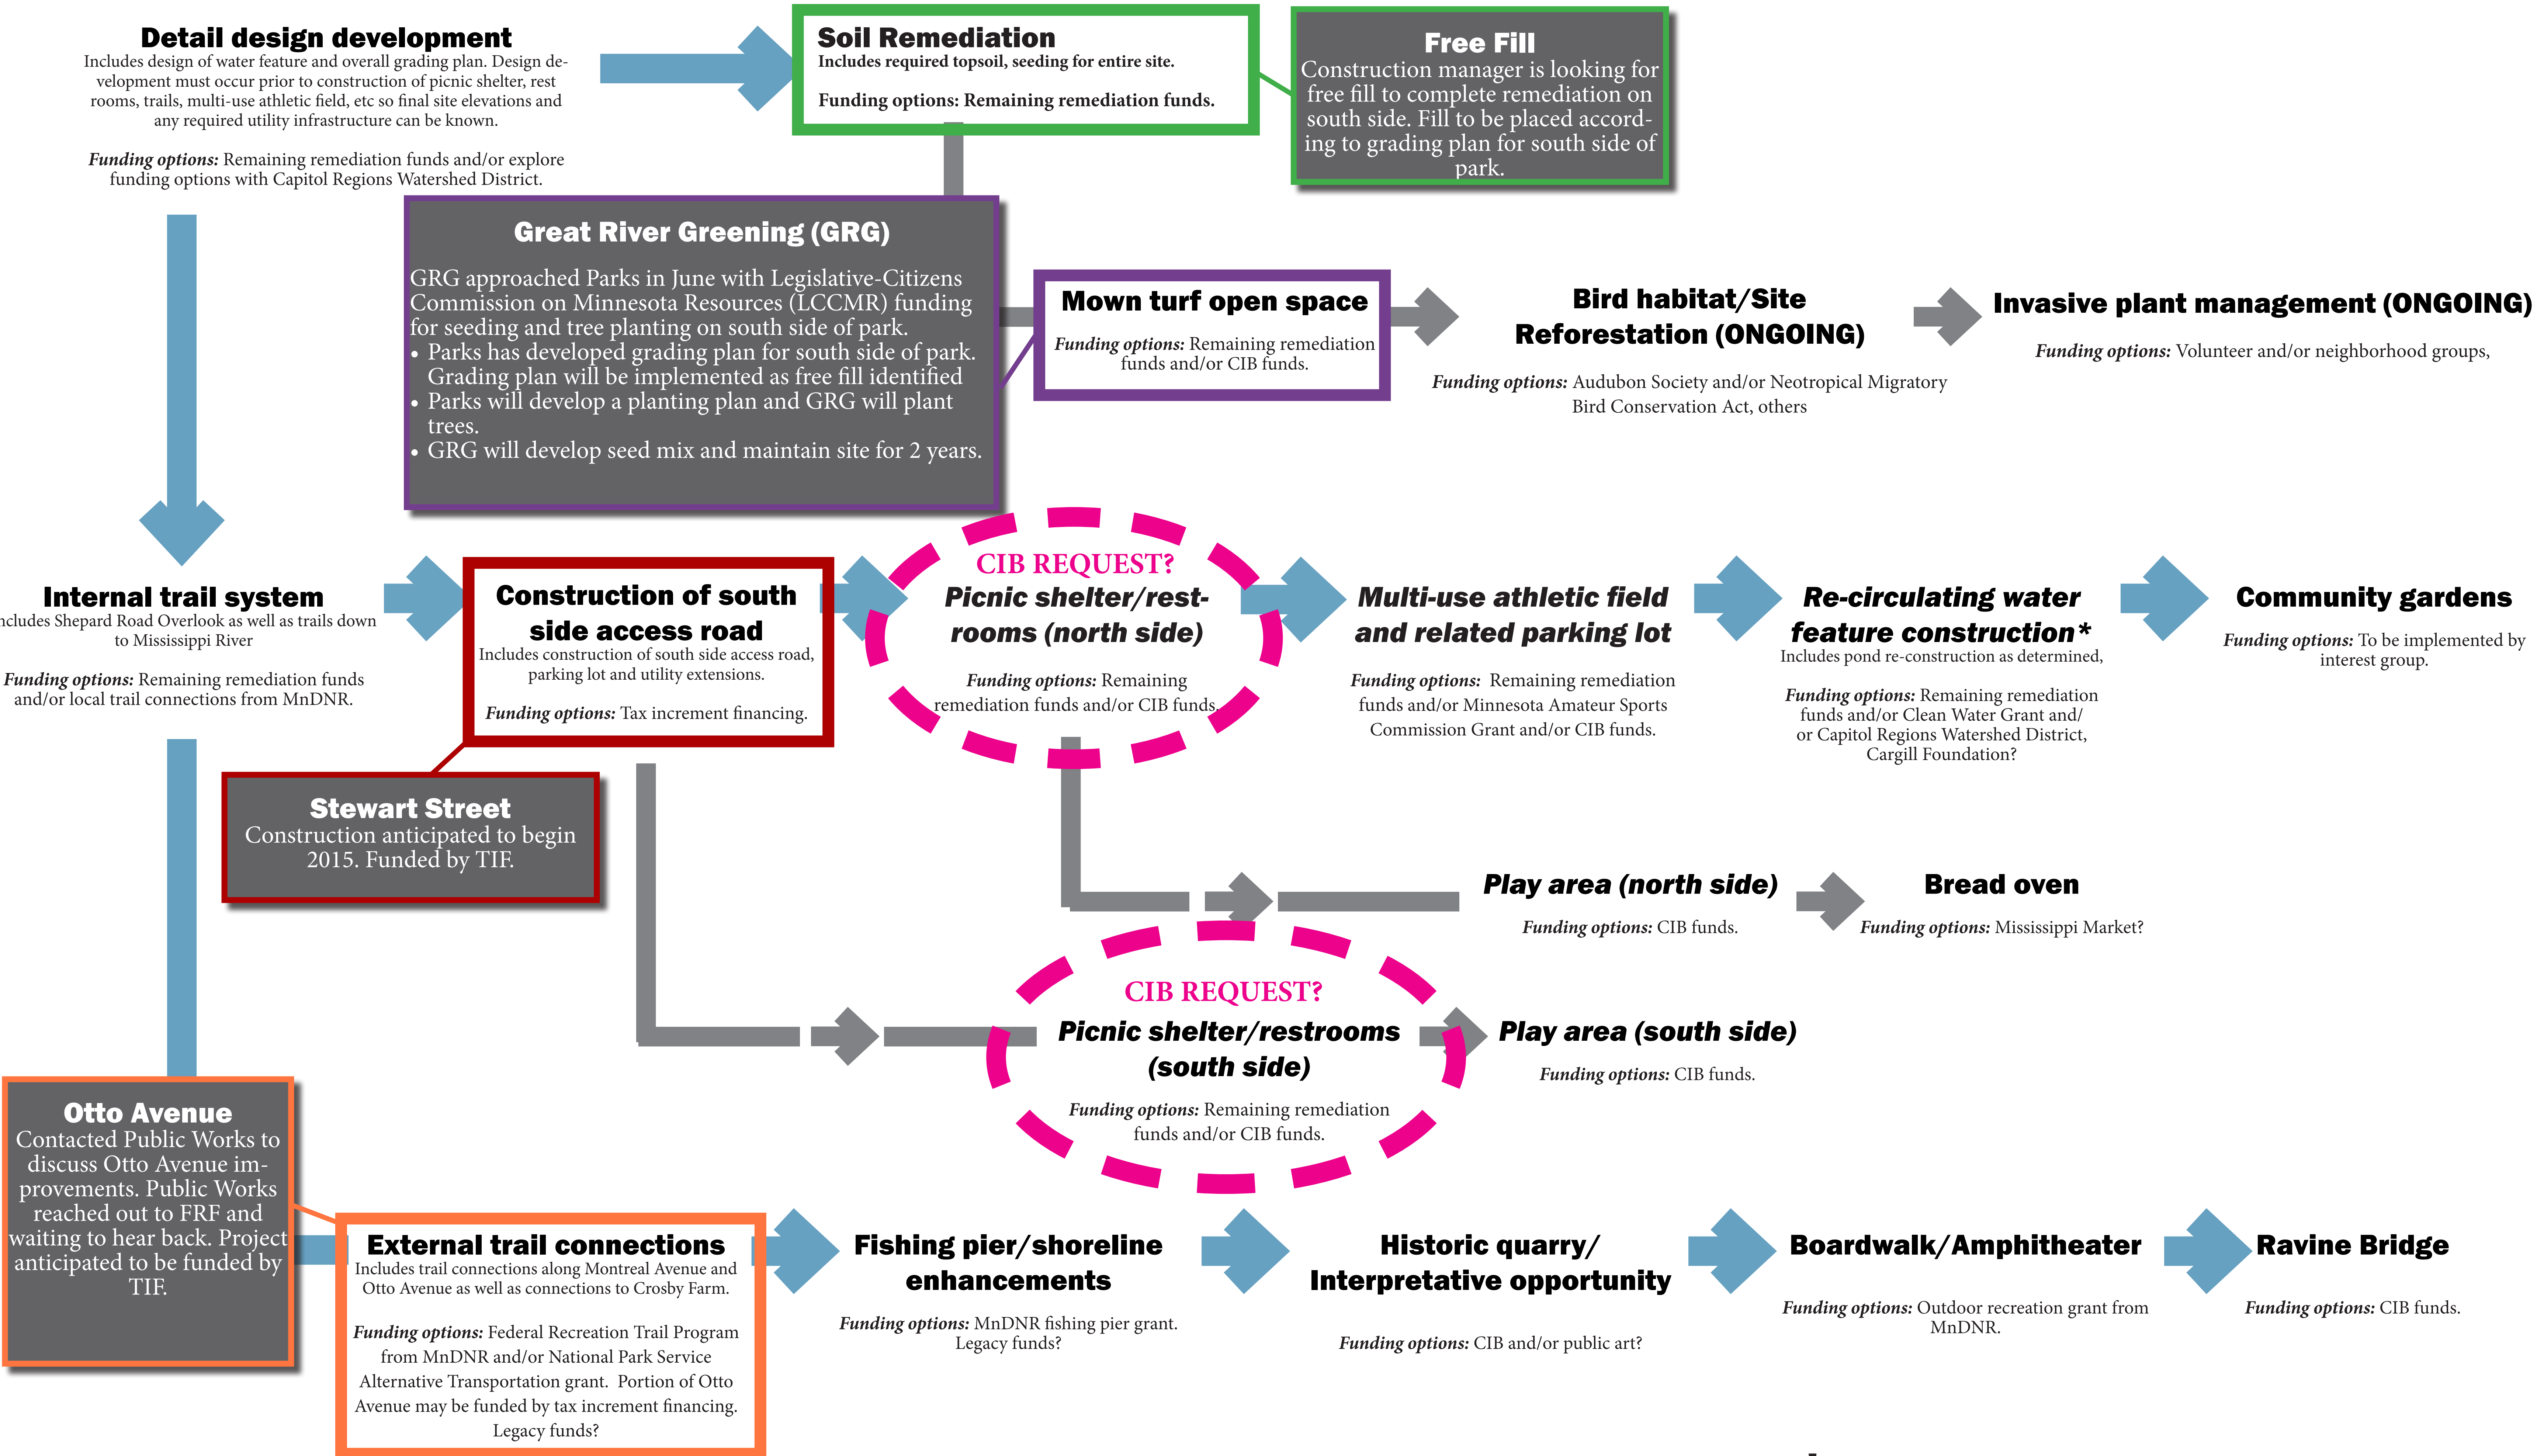 Detail design development
Includes design of water feature and overall grading plan. Design de-
velopment must occur prior to construction of picnic shelter, rest
rooms, trails, multi-use athletic field, etc so final site elevations and
any required utility infrastructure can be known.
Funding options: Remaining remediation funds and/or explore
funding options with Capitol Regions Watershed District.
Soil Remediation
Includes required topsoil, seeding for entire site.
Funding options: Remaining remediation funds.
Free Fill
Construction manager is looking for
free fill to complete remediation on
south side. Fill to be placed accord-
ing to grading plan for south side of
park.
Great River Greening (GRG)
GRG approached Parks in June with Legislative-Citizens
Commission on Minnesota Resources (LCCMR) funding
for seeding and tree planting on south side of park.
• Parks has developed grading plan for south side of park.
Grading plan will be implemented as free fill identified
• Parks will develop a planting plan and GRG will plant
trees.
• GRG will develop seed mix and maintain site for 2 years.
Mown turf open space
Funding options: Remaining remediation
funds and/or CIB funds.
Bird habitat/Site
Reforestation (ONGOING)
Funding options: Audubon Society and/or Neotropical Migratory
Bird Conservation Act, others
Invasive plant management (ONGOING)
Funding options: Volunteer and/or neighborhood groups,
Internal trail system
ncludes Shepard Road Overlook as well as trails down
to Mississippi River
Funding options: Remaining remediation funds
and/or local trail connections from MnDNR.
Construction of south
side access road
Includes construction of south side access road,
parking lot and utility extensions.
Funding options: Tax increment financing.
CIB REQUEST?
Picnic shelter/rest-
rooms (north side)
Funding options: Remaining
remediation funds and/or CIB funds.
Multi-use athletic field
and related parking lot
Funding options: Remaining remediation
funds and/or Minnesota Amateur Sports
Commission Grant and/or CIB funds.
Re-circulating water
feature construction*
Includes pond re-construction as determined,
Funding options: Remaining remediation
funds and/or Clean Water Grant and/
or Capitol Regions Watershed District,
Cargill Foundation?
Community gardens
Funding options: To be implemented by
interest group.
Stewart Street
Construction anticipated to begin
2015. Funded by TIF.
Play area (north side)
Funding options: CIB funds.
Bread oven
Funding options: Mississippi Market?
CIB REQUEST?
Picnic shelter/restrooms
(south side)
Funding options: Remaining remediation
funds and/or CIB funds.
Play area (south side)
Funding options: CIB funds.
Otto Avenue
Contacted Public Works to
discuss Otto Avenue im-
provements. Public Works
reached out to FRF and
waiting to hear back. Project
anticipated to be funded by
TIF.
External trail connections
Includes trail connections along Montreal Avenue and
Otto Avenue as well as connections to Crosby Farm.
Funding options: Federal Recreation Trail Program
from MnDNR and/or National Park Service
Alternative Transportation grant. Portion of Otto
Avenue may be funded by tax increment financing.
Legacy funds?
Fishing pier/shoreline
enhancements
Funding options: MnDNR fishing pier grant.
Legacy funds?
Historic quarry/
Interpretative opportunity
Funding options: CIB and/or public art?
Boardwalk/Amphitheater
Funding options: Outdoor recreation grant from
MnDNR.
Ravine Bridge
Funding options: CIB funds.